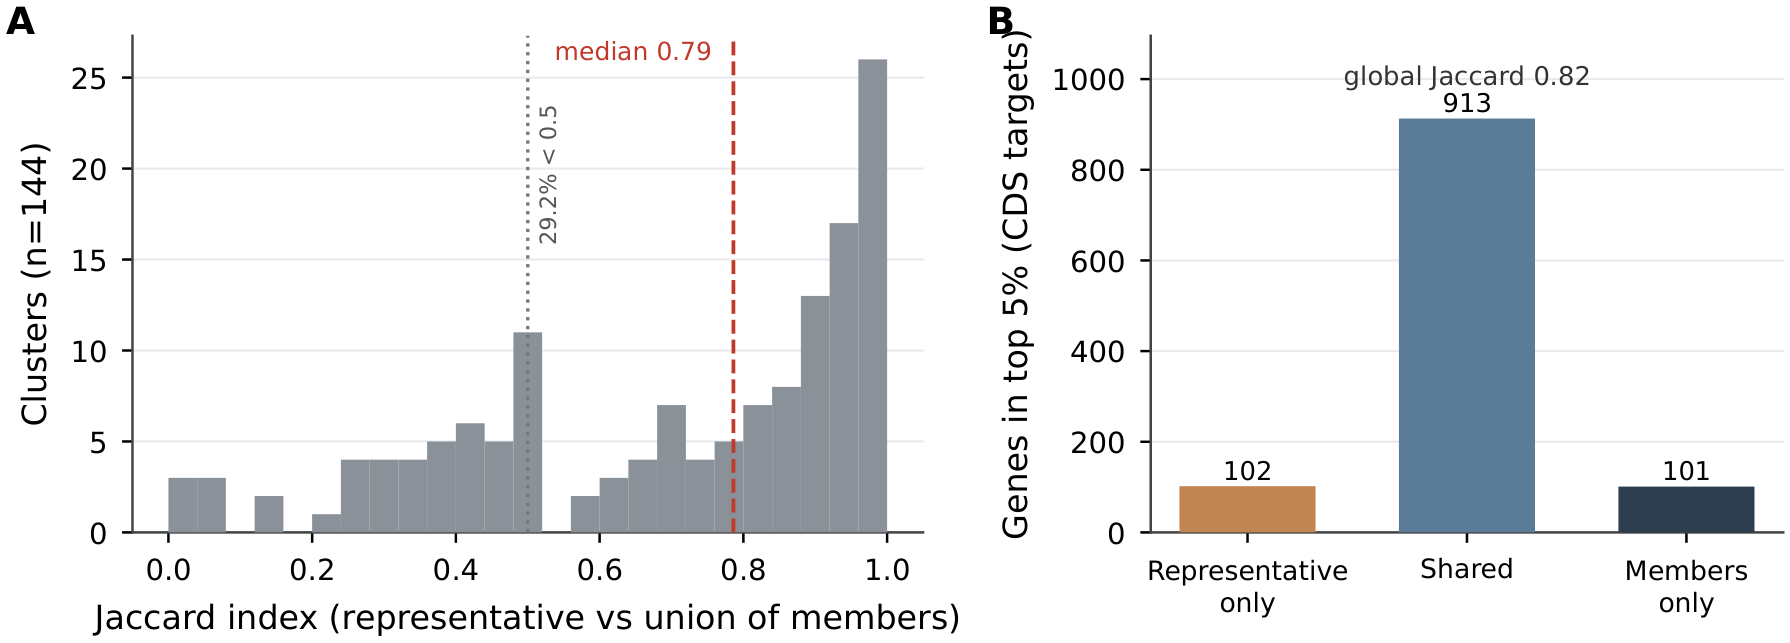 A
median 0.79
29.2% < 0.5
Clusters (n=144)
25
20
15
10
5
0
0.0 0.2 0.4 0.6 0.8 1.0
Jaccard index (representative vs union of members)
B
Genes in top 5% (CDS targets)
1000
800
600
400
200
0
global Jaccard 0.82
913
102
101
Representative only
Shared
Members only